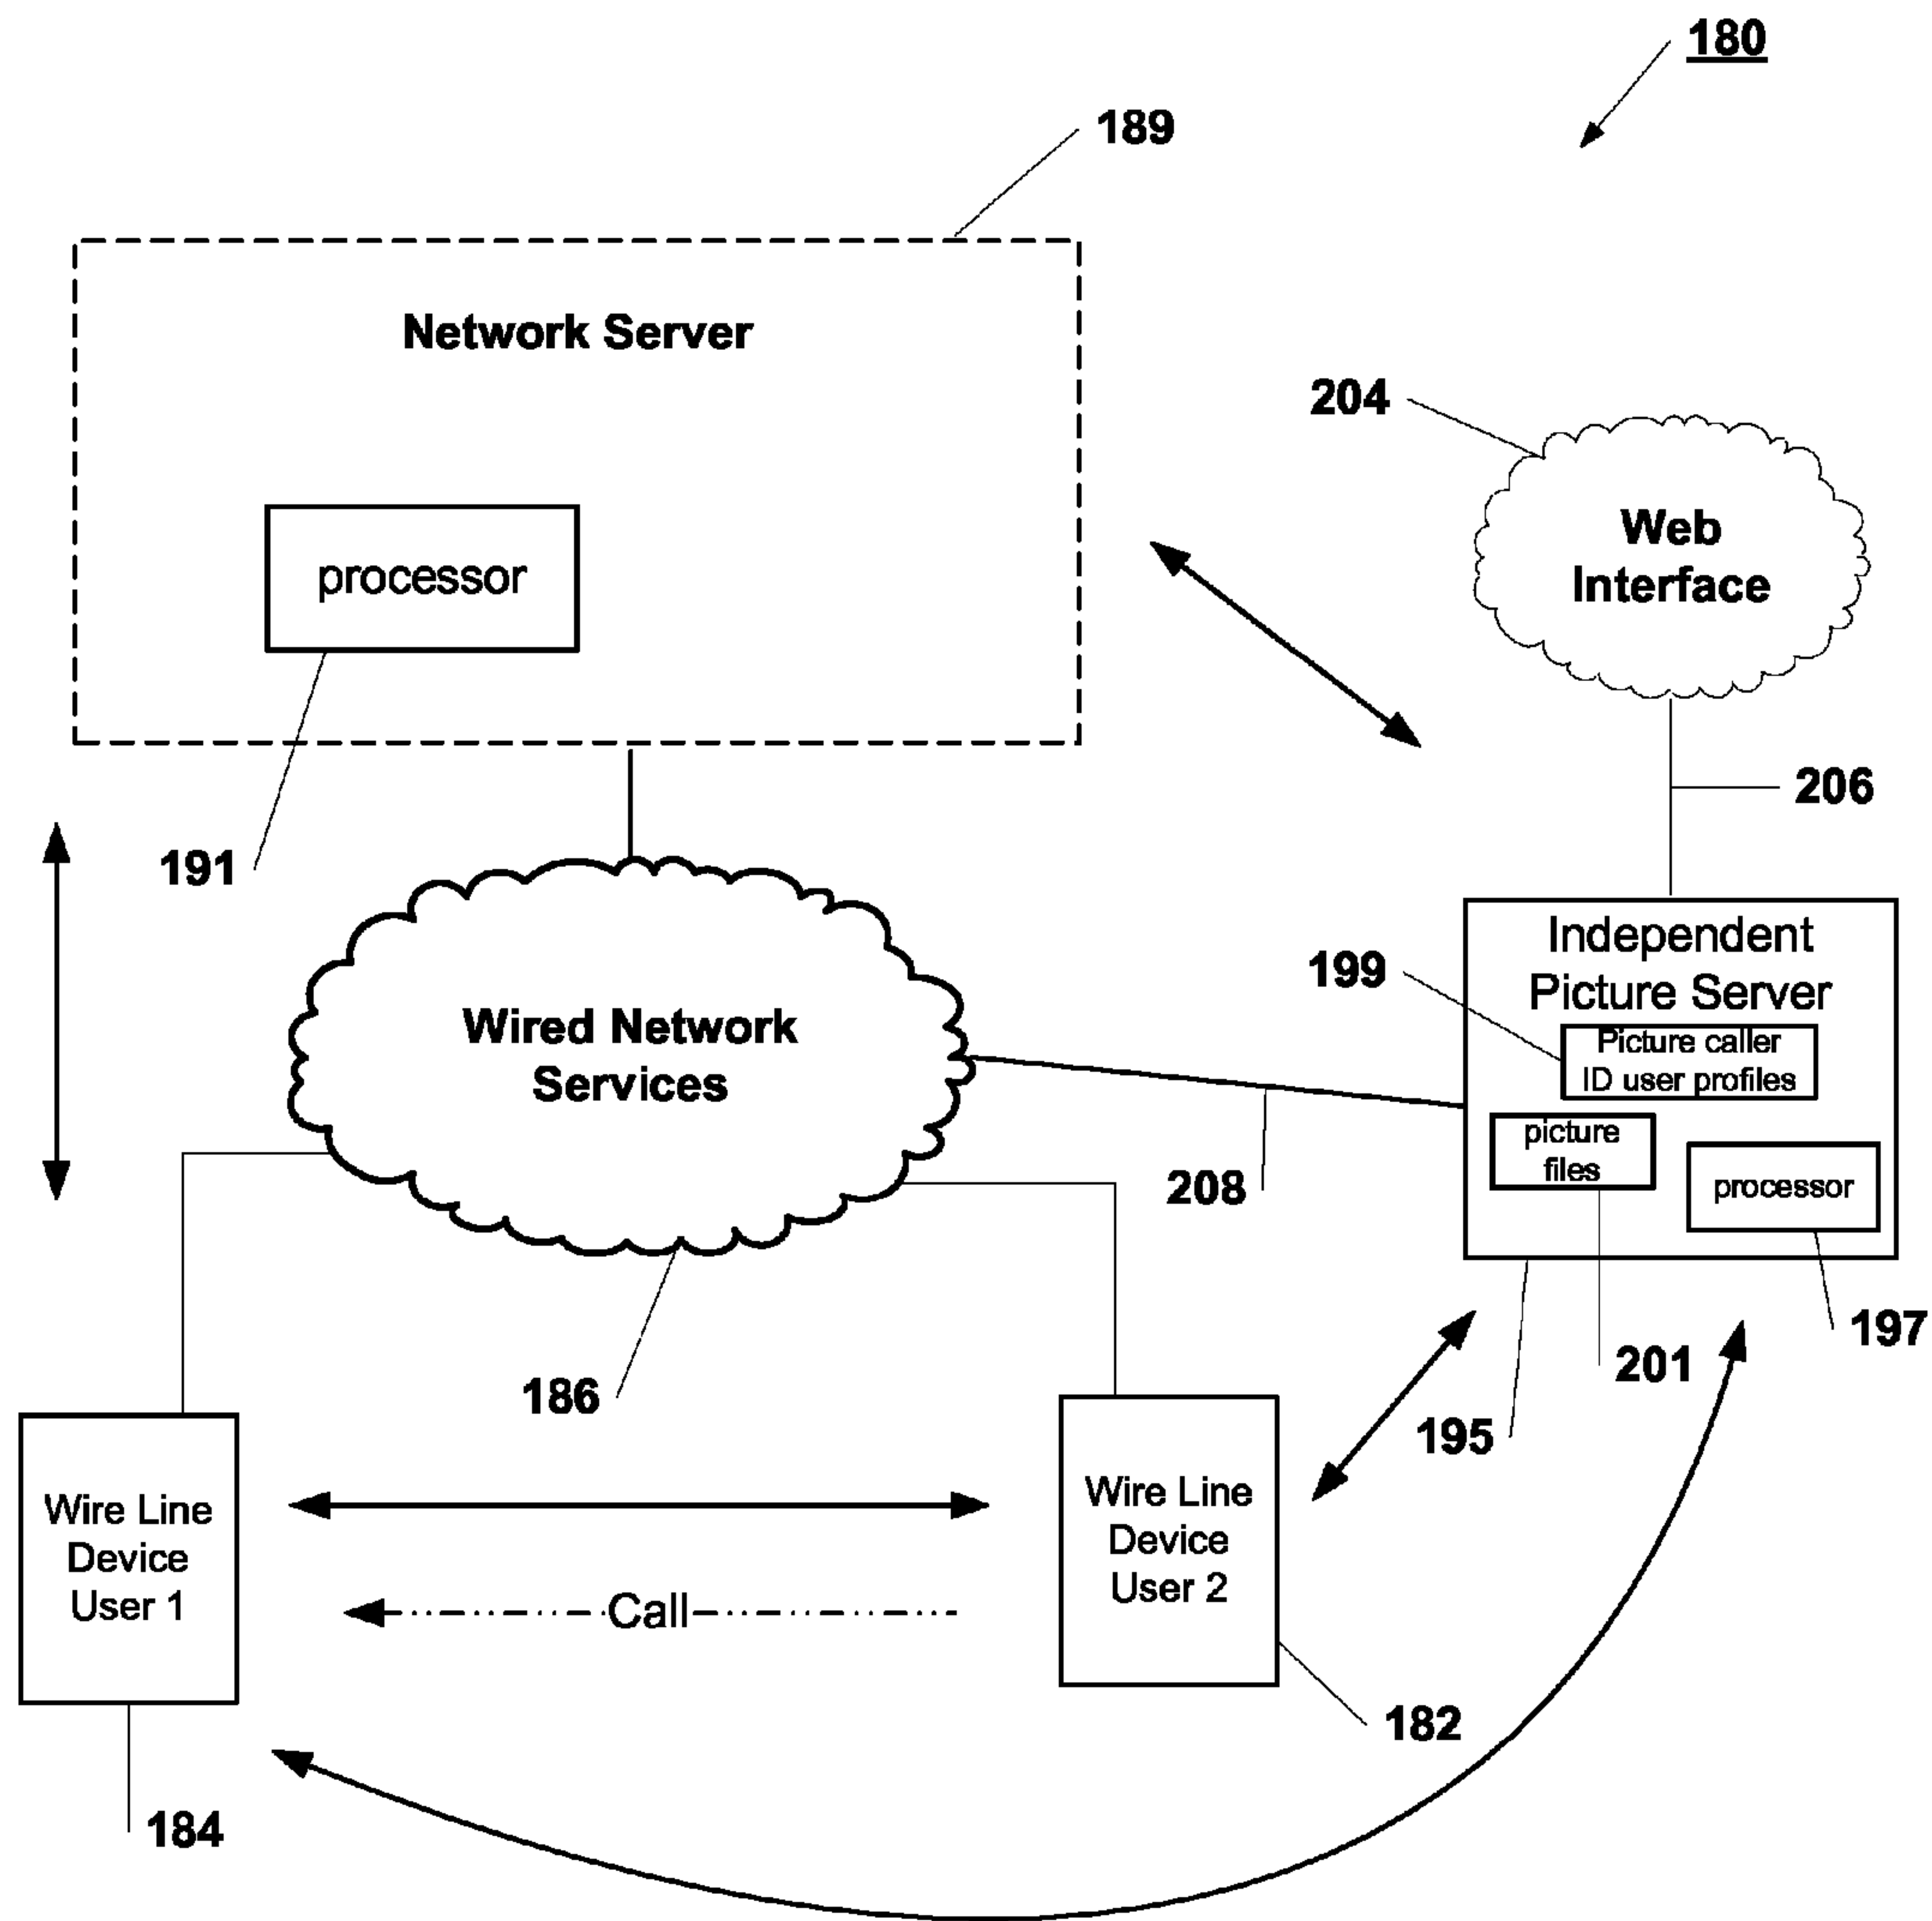 180
189
Network Server
204
Web
Interface
processor
206
191
Independent
Picture Server
199
Picture caller
ID user profiles
Wired Network
Services
picture
files
processor
208
197
201
186
195
Wire Line
Device
User 1
Wire Line
Device
User 2
Call
182
184